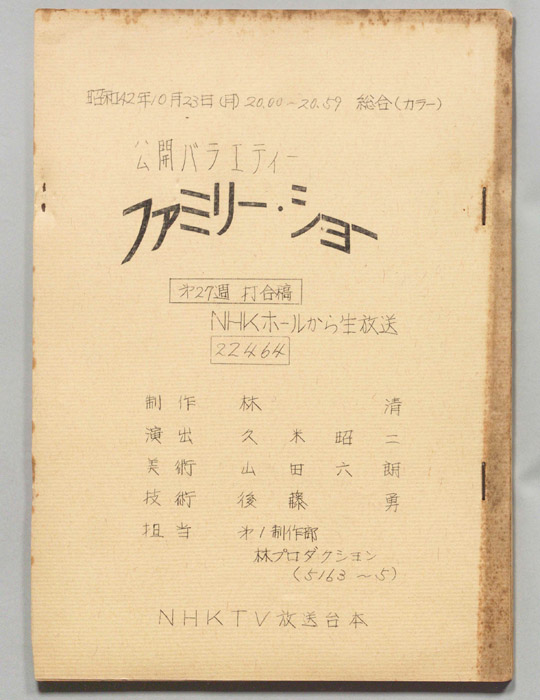 昭和42年10月23日(月) 20.00〜20.59 総合(カラー)
公開バラエティー
ファミリー・ショー
第27週 打合稿
NHKホールから生放送
22464
制作 林 清
演出 久米昭二
美術 山田六朗
技術 後藤 勇
担当 第1制作部
林プロダクション
(5163〜5)
NHKTV放送台本